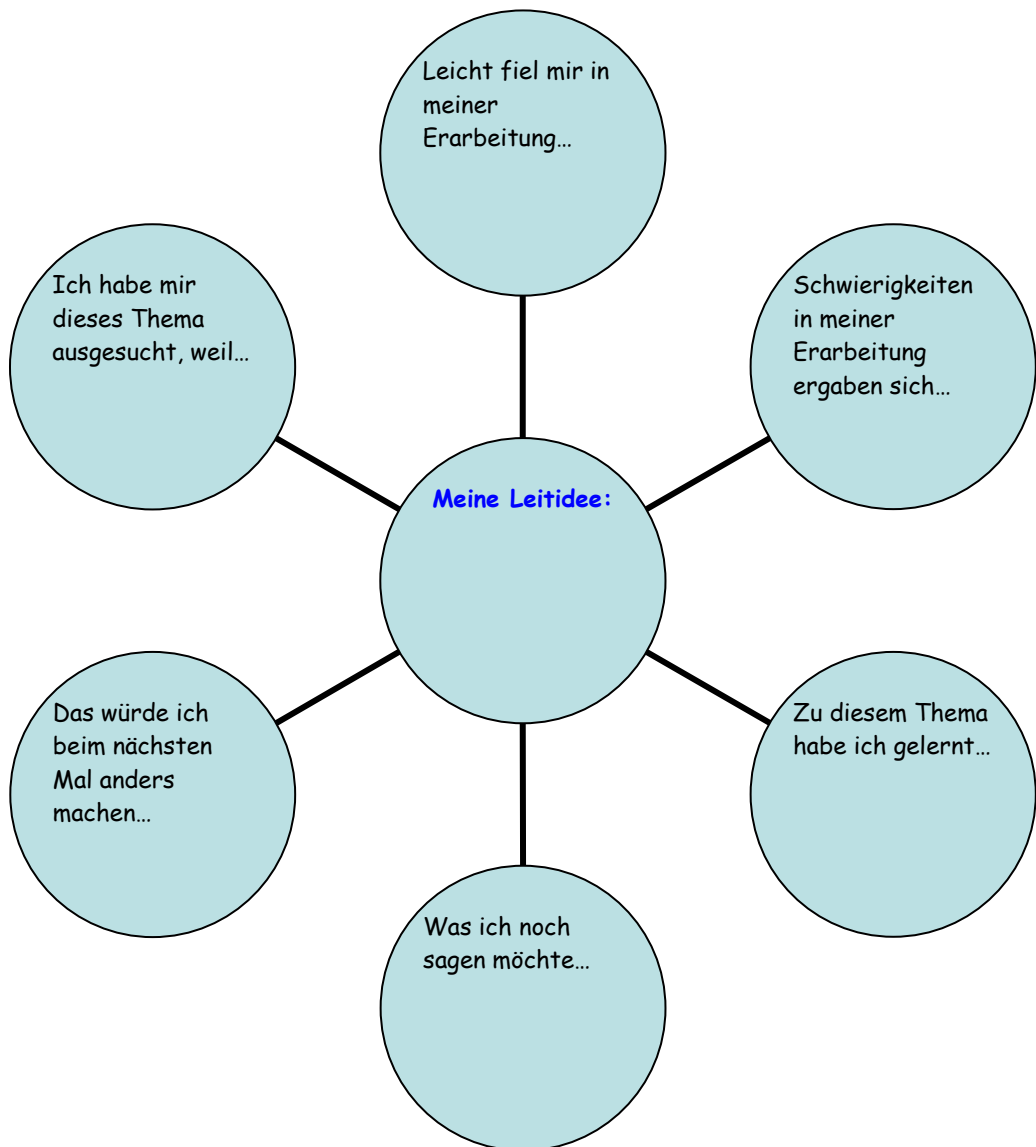 Leicht fiel mir in
meiner
Erarbeitung…
Ich habe mir
dieses Thema
ausgesucht, weil…
Schwierigkeiten
in meiner
Erarbeitung
ergaben sich…
Meine Leitidee:
Das würde ich
beim nächsten
Mal anders
machen…
Zu diesem Thema
habe ich gelernt…
Was ich noch
sagen möchte…